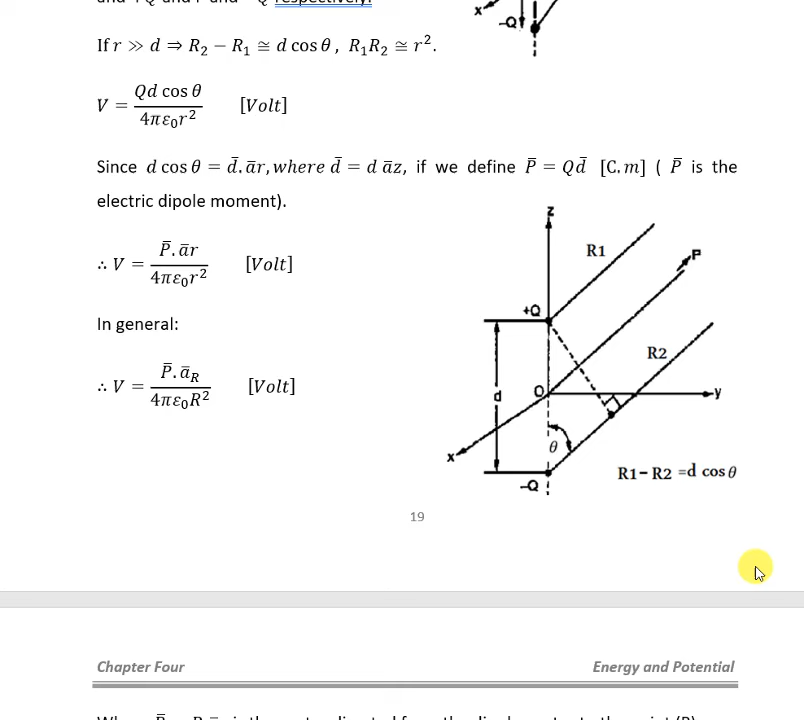 respectively.
x
-Q
If r ≫ d ⇒ R₂ − R₁ ≅ d cos θ , R₁R₂ ≅ r².
V = Qd cos θ / 4πε₀r² [Volt]
Since d cos θ = d̄. ār, where d̄ = d āz, if we define P̄ = Qd̄ [C.m] ( P̄ is the
electric dipole moment).
z
R1
P
∴ V = P̄. ār / 4πε₀r² [Volt]
+Q
In general:
R2
∴ V = P̄. ā_R / 4πε₀R² [Volt]
d
O
y
θ
x
R1− R2 =d cos θ
-Q
19
Chapter Four Energy and Potential